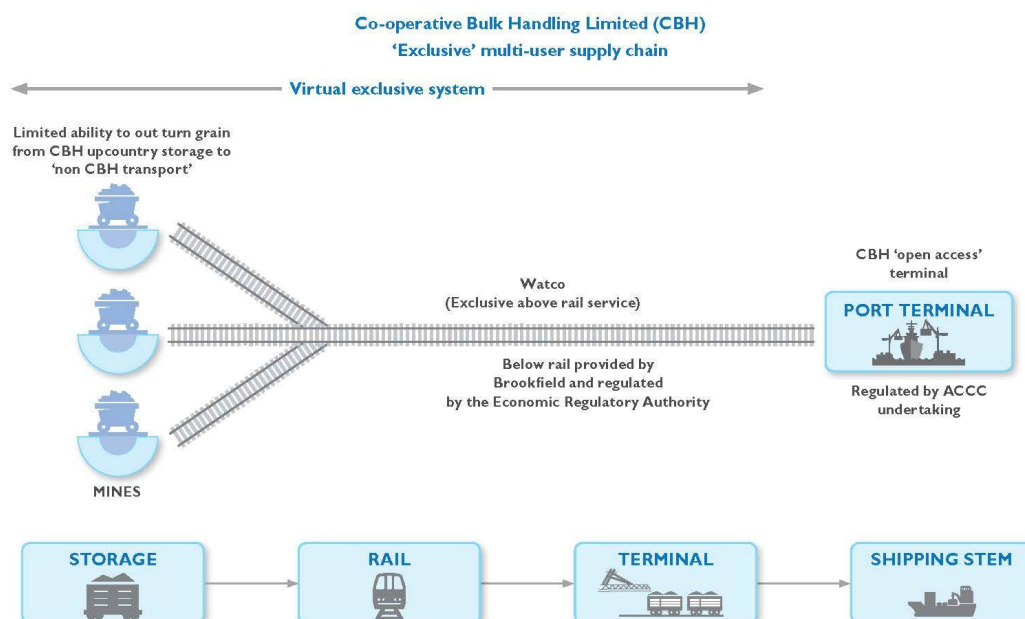 Co-operative Bulk Handling Limited (CBH)
‘Exclusive’ multi-user supply chain
Virtual exclusive system
Limited ability to out turn grain
from CBH upcountry storage to
‘non CBH transport’
CBH ‘open access’
terminal
Watco
(Exclusive above rail service)
PORT TERMINAL
Below rail provided by
Brookfield and regulated
by the Economic Regulatory Authority
Regulated by ACCC
undertaking
MINES
STORAGE
RAIL
TERMINAL
SHIPPING STEM